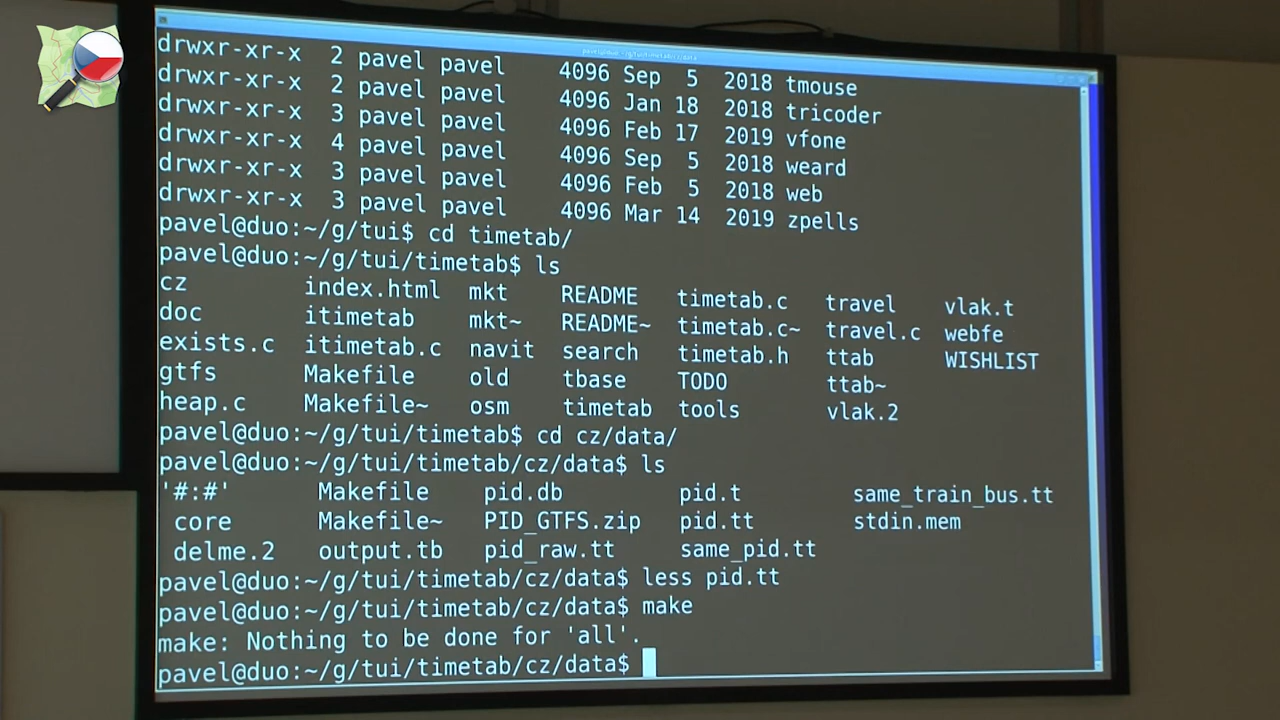 drwxr-xr-x 2 pavel pavel 4096 Sep 5 2018 tmouse
drwxr-xr-x 2 pavel pavel 4096 Jan 18 2018 tricoder
drwxr-xr-x 3 pavel pavel 4096 Feb 17 2019 vfone
drwxr-xr-x 4 pavel pavel 4096 Sep 5 2018 weard
drwxr-xr-x 3 pavel pavel 4096 Feb 5 2018 web
drwxr-xr-x 3 pavel pavel 4096 Mar 14 2019 zpells
pavel@duo:~/g/tui$ cd timetab/
pavel@duo:~/g/tui/timetab$ ls
cz index.html mkt README timetab.c travel vlak.t
doc itimetab mkt~ README~ timetab.c~ travel.c webfe
exists.c itimetab.c navit search timetab.h ttab WISHLIST
gtfs Makefile old tbase TODO ttab~
heap.c Makefile~ osm timetab tools vlak.2
pavel@duo:~/g/tui/timetab$ cd cz/data/
pavel@duo:~/g/tui/timetab/cz/data$ ls
'#:#' Makefile pid.db pid.t same_train_bus.tt
core Makefile~ PID_GTFS.zip pid.tt stdin.mem
delme.2 output.tb pid_raw.tt same_pid.tt
pavel@duo:~/g/tui/timetab/cz/data$ less pid.tt
pavel@duo:~/g/tui/timetab/cz/data$ make
make: Nothing to be done for 'all'.
pavel@duo:~/g/tui/timetab/cz/data$